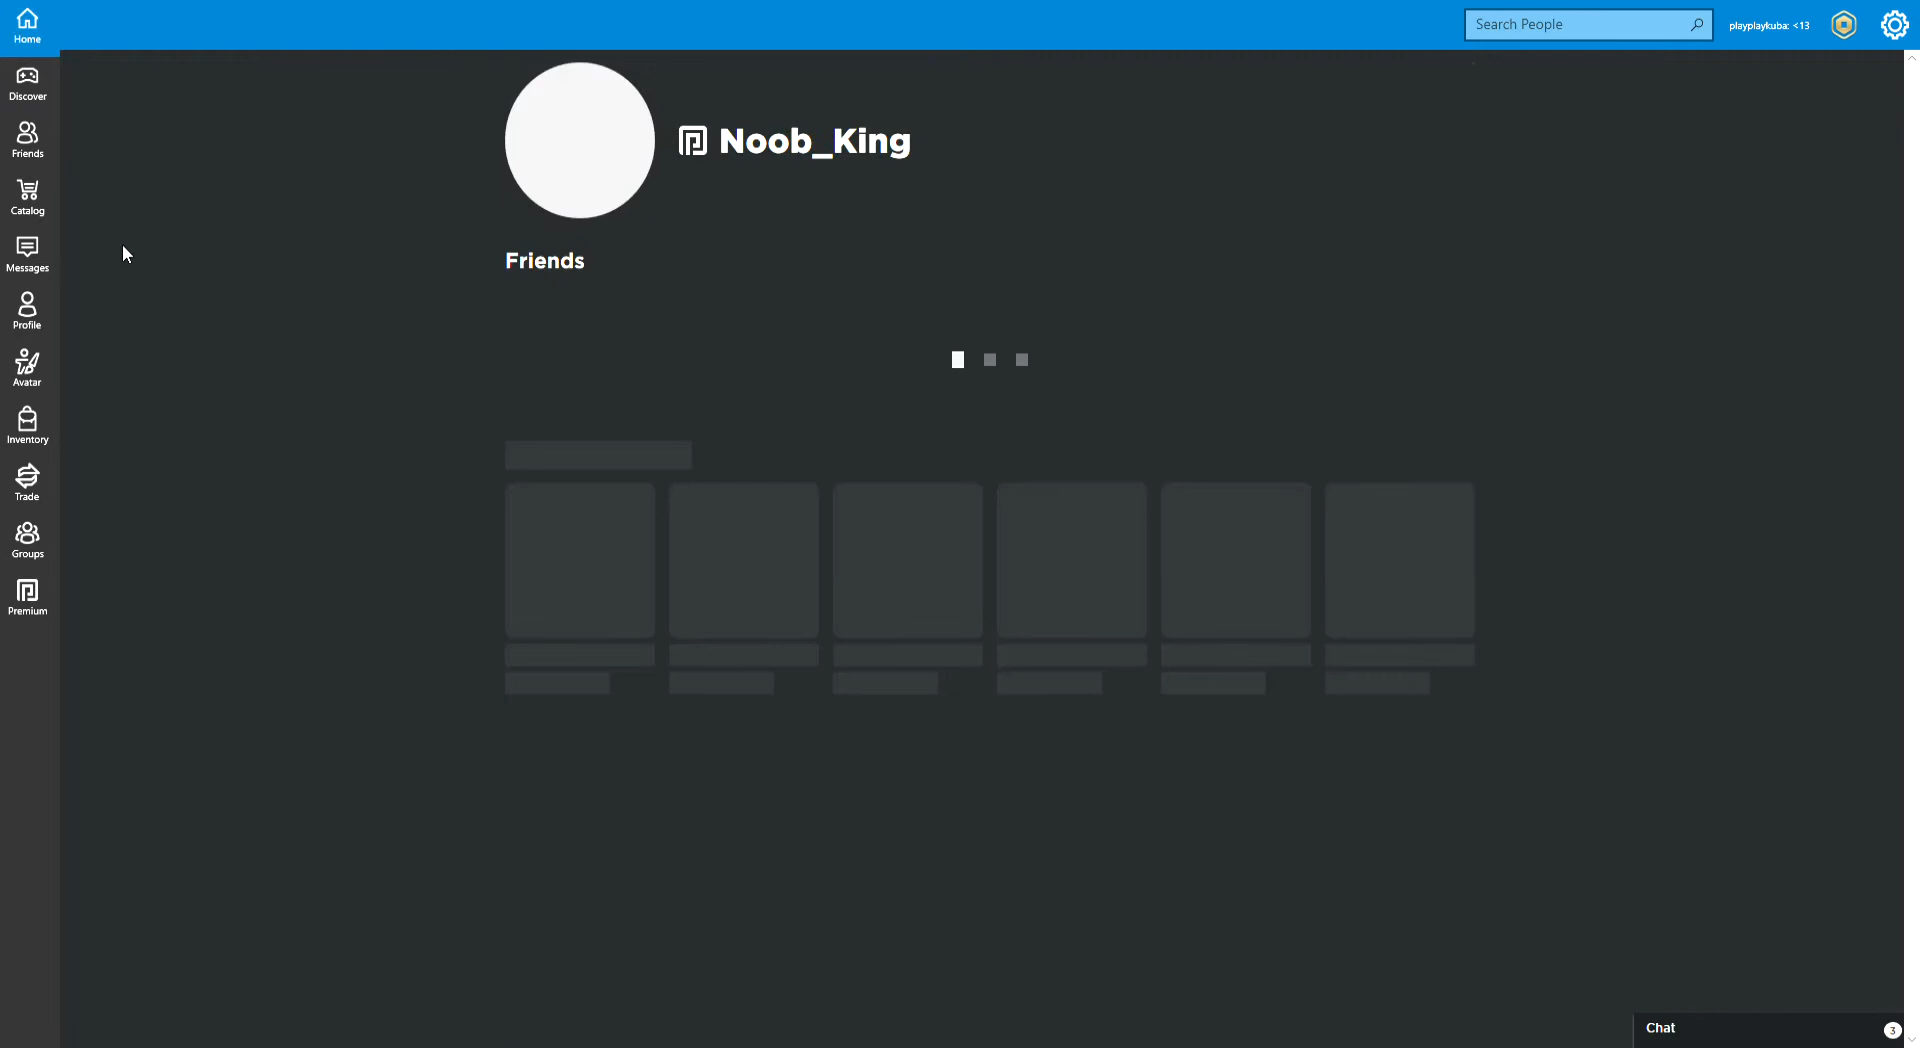 Home
Search People
playplaykuba: <13
Discover
Friends
Catalog
Messages
Profile
Avatar
Inventory
Trade
Groups
Premium
Noob_King
Friends
Chat
3